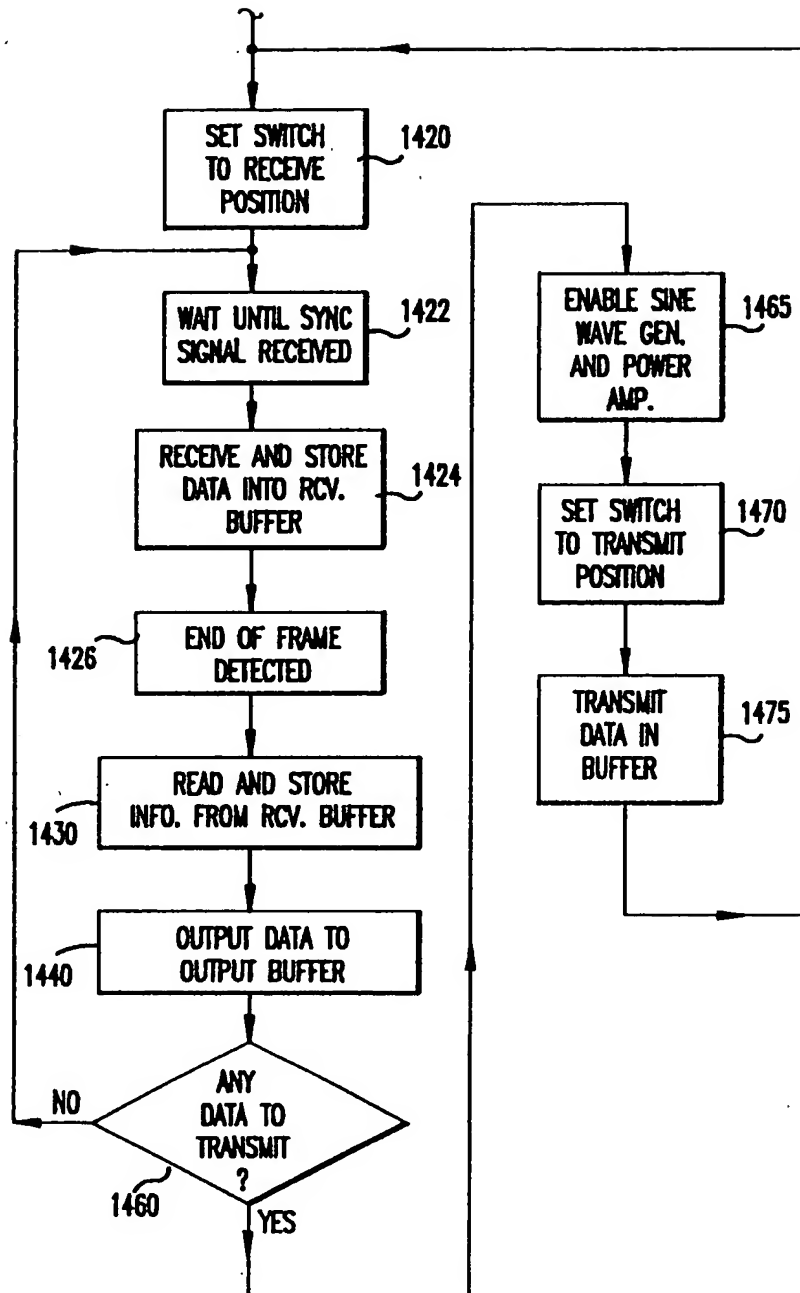 SET SWITCH
TO RECEIVE
POSITION
1420
WAIT UNTIL SYNC
SIGNAL RECEIVED
1422
RECEIVE AND STORE
DATA INTO RCV.
BUFFER
1424
END OF FRAME
DETECTED
1426
READ AND STORE
INFO. FROM RCV. BUFFER
1430
OUTPUT DATA TO
OUTPUT BUFFER
1440
ANY
DATA TO
TRANSMIT
?
1460
NO
YES
ENABLE SINE
WAVE GEN.
AND POWER
AMP.
1465
SET SWITCH
TO TRANSMIT
POSITION
1470
TRANSMIT
DATA IN
BUFFER
1475